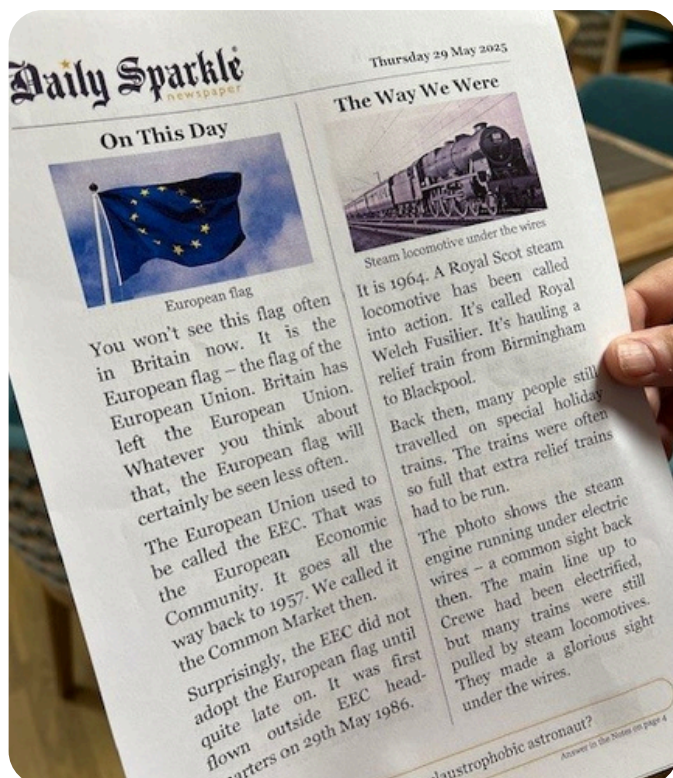 Daily Sparkle
newspaper
Thursday 29 May 2025
On This Day
European flag
You won't see this flag often
in Britain now. It is the
European flag – the flag of the
European Union. Britain has
left the European Union.
Whatever you think about
that, the European flag will
certainly be seen less often.
The European Union used to
be called the EEC. That was
the European Economic
Community. It goes all the
way back to 1957. We called it
the Common Market then.
Surprisingly, the EEC did not
adopt the European flag until
quite late on. It was first
flown outside EEC head-
quarters on 29th May 1986.
The Way We Were
Steam locomotive under the wires
It is 1964. A Royal Scot steam
locomotive has been called
into action. It's called Royal
Welch Fusilier. It's hauling a
relief train from Birmingham
to Blackpool.
Back then, many people still
travelled on special holiday
trains. The trains were often
so full that extra relief trains
had to be run.
The photo shows the steam
engine running under electric
wires – a common sight back
then. The main line up to
Crewe had been electrified,
but many trains were still
pulled by steam locomotives.
They made a glorious sight
under the wires.
claustrophobic astronaut?
Answer in the Notes on page 4